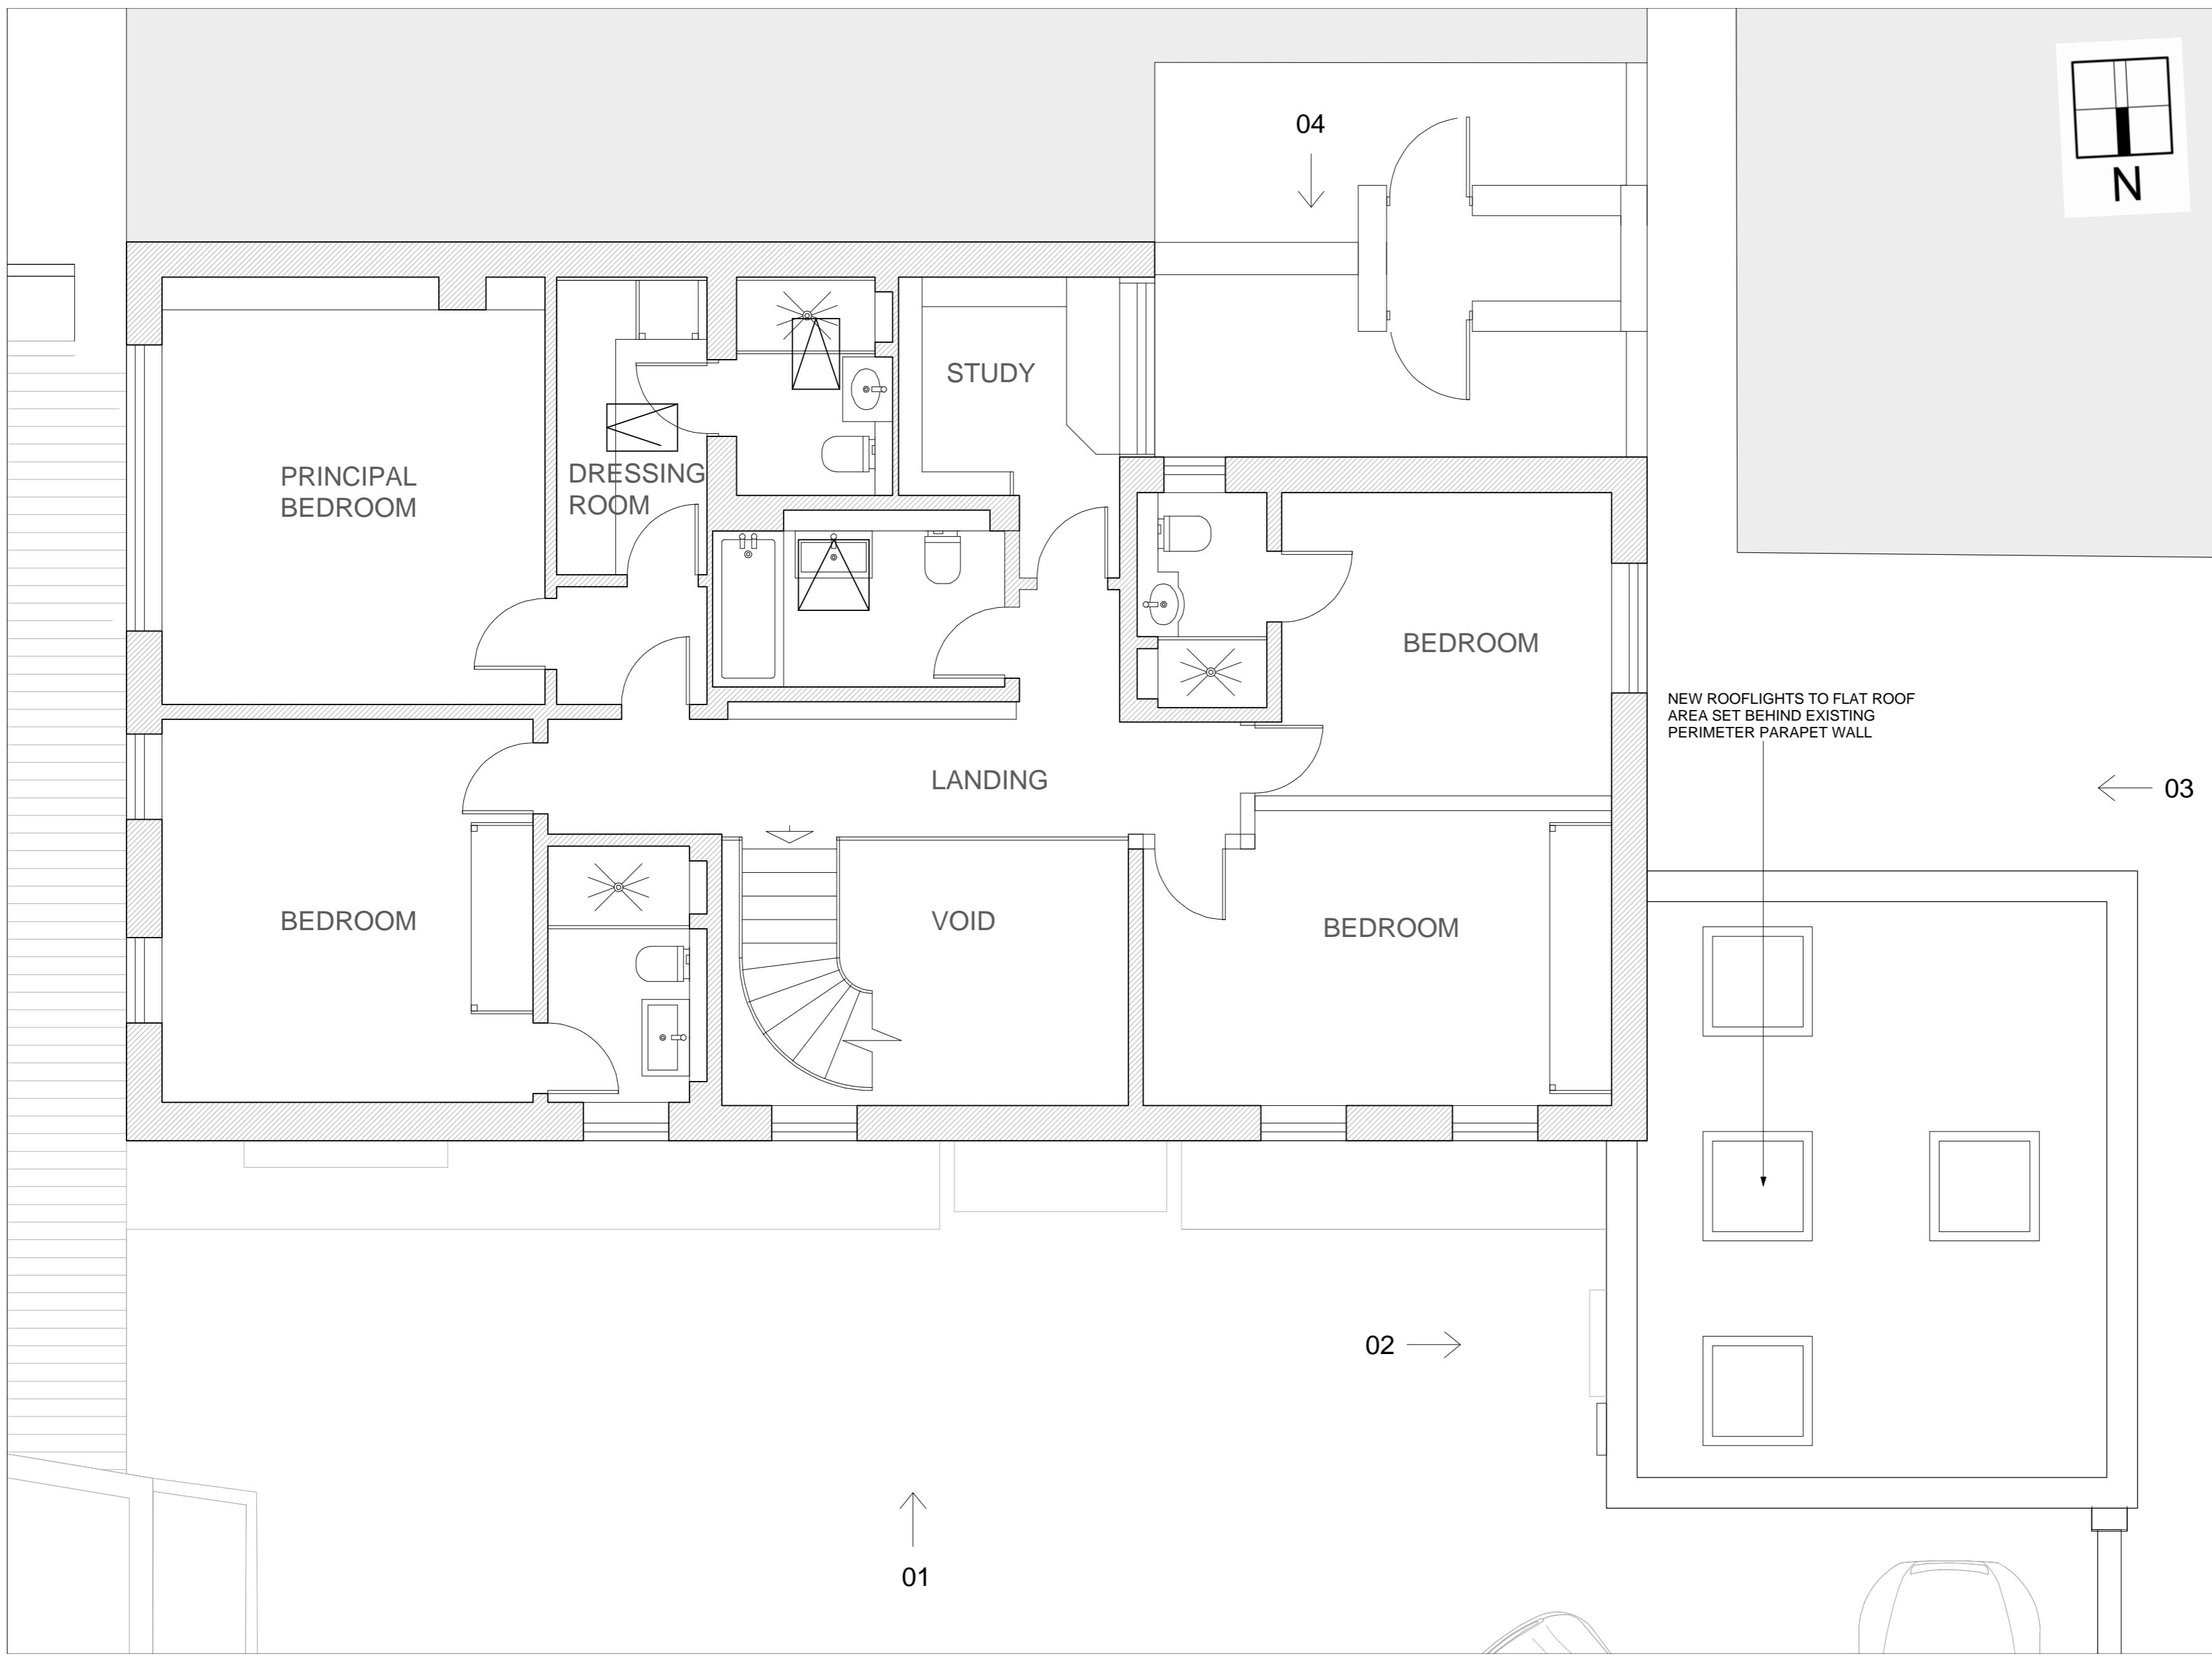 04
N
STUDY
PRINCIPAL
BEDROOM
DRESSING
ROOM
BEDROOM
NEW ROOFLIGHTS TO FLAT ROOF
AREA SET BEHIND EXISTING
PERIMETER PARAPET WALL
LANDING
03
BEDROOM
VOID
BEDROOM
02
01